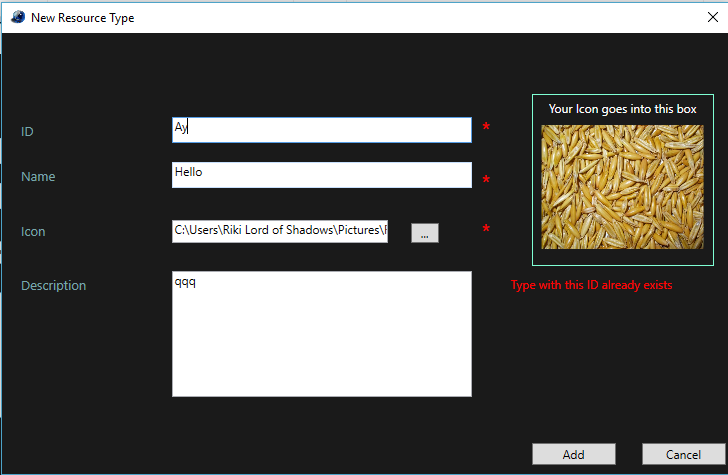 New Resource Type
Your Icon goes into this box
ID
Ay
*
Name
Hello
*
Icon
C:\Users\Riki Lord of Shadows\Pictures\
...
*
Description
qqq
Type with this ID already exists
Add
Cancel